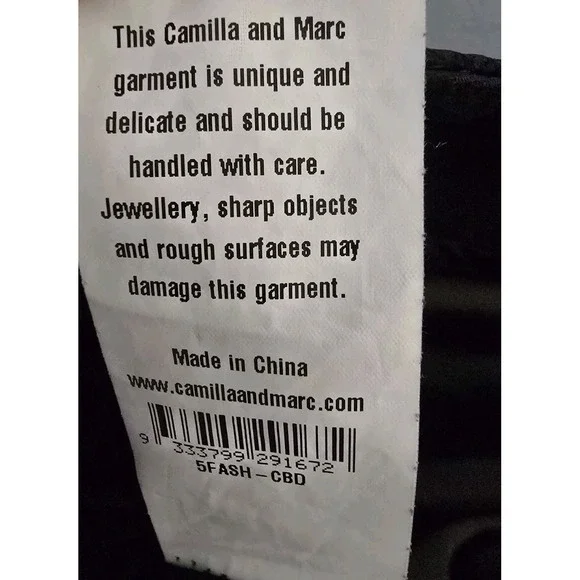 This Camilla and Marc
garment is unique and
delicate and should be
handled with care.
Jewellery, sharp objects
and rough surfaces may
damage this garment.
Made in China
www.camillaandmarc.com
9 333799 291672
5FASH-CBD